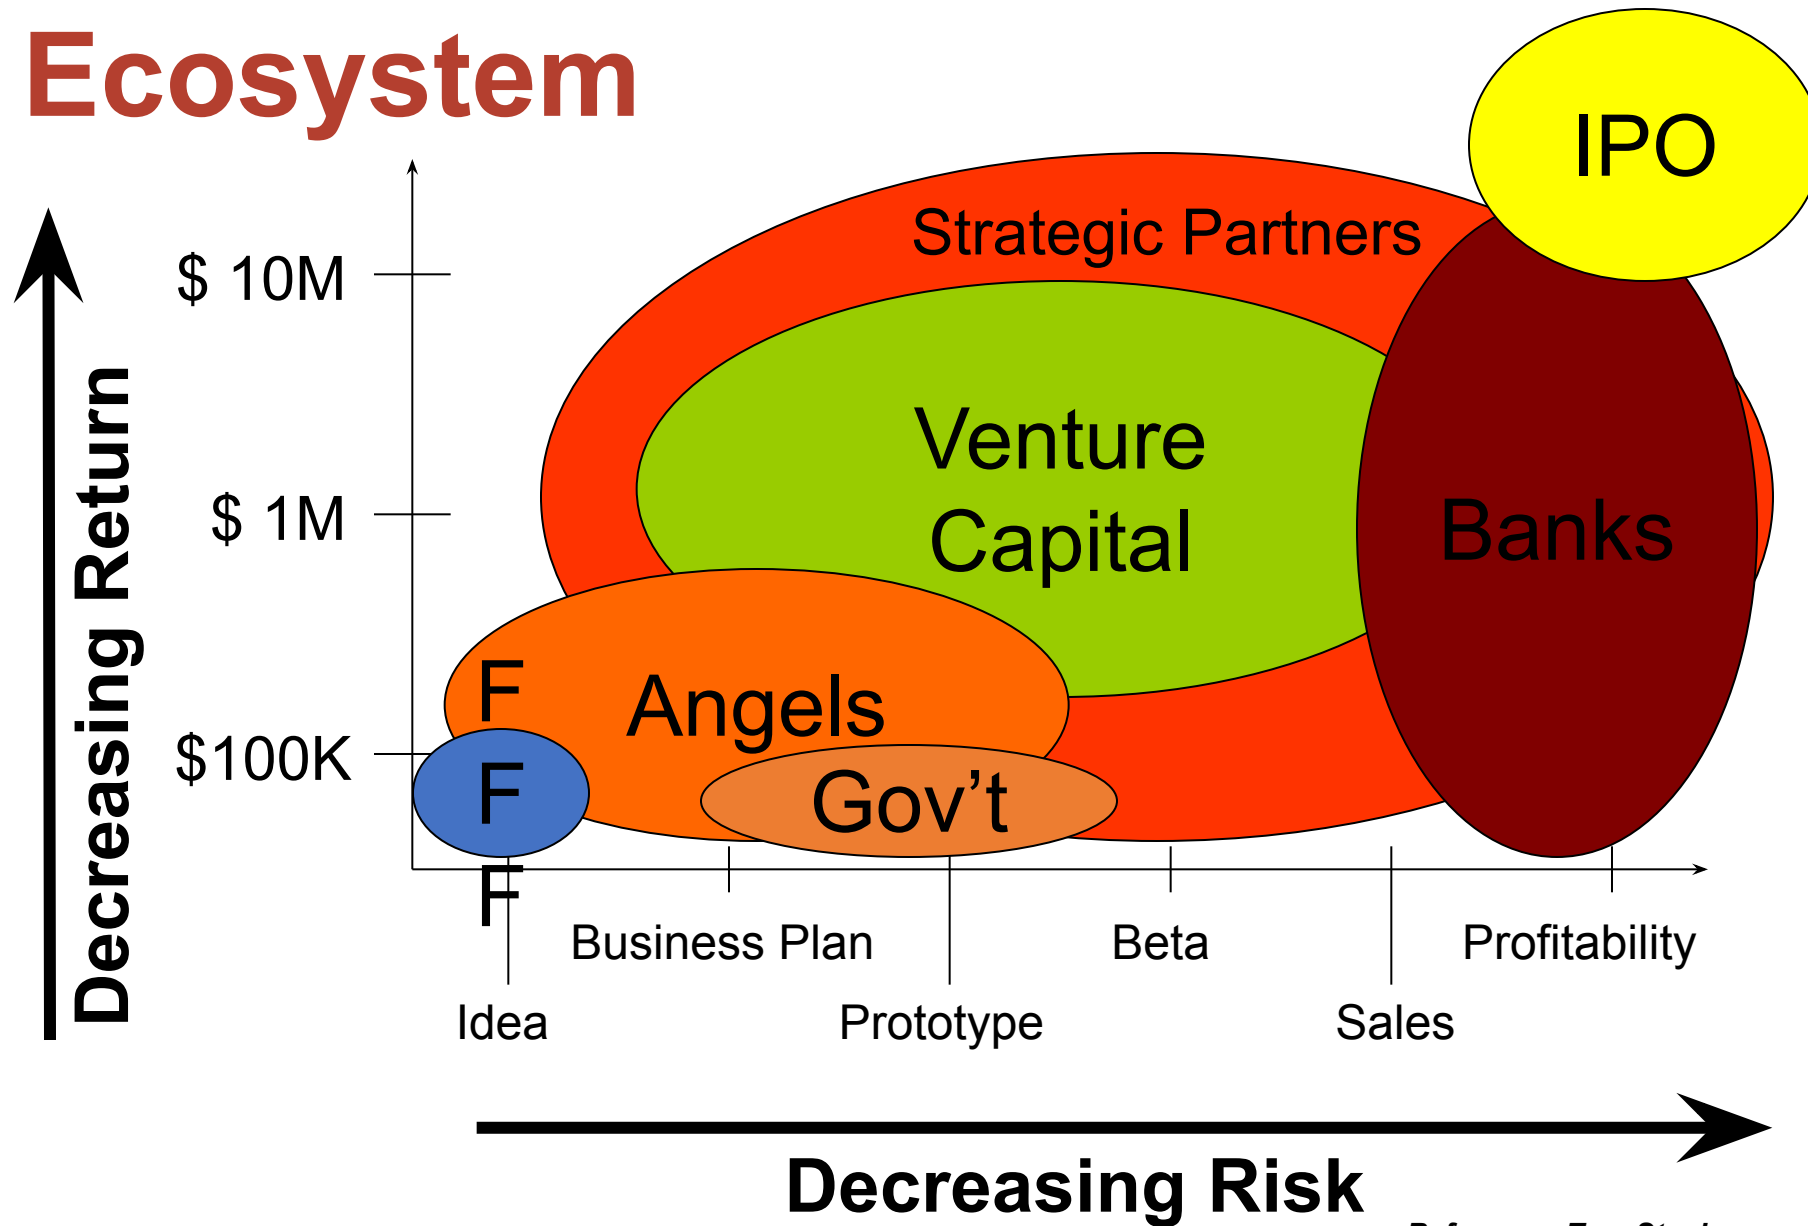 Ecosystem
IPO
Strategic Partners
$ 10M
Venture
Capital
$ 1M
Banks
Decreasing Return
F
F
F
Angels
$100K
Gov’t
Business Plan
Beta
Profitability
Idea
Prototype
Sales
Decreasing Risk